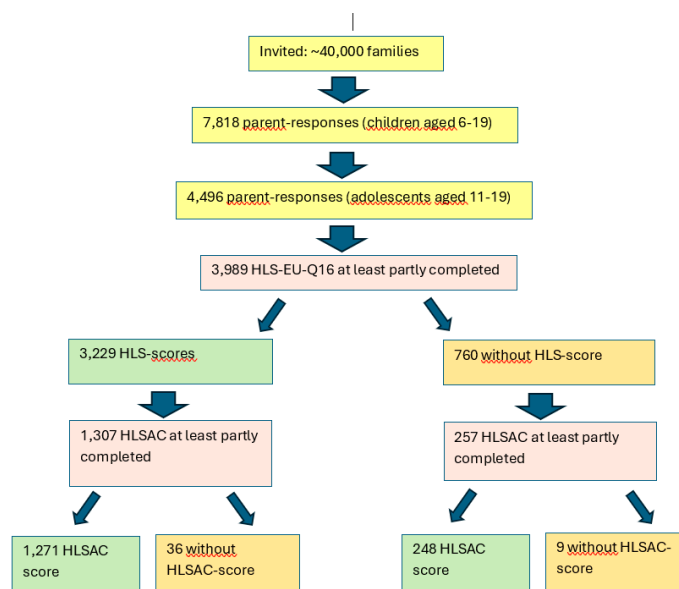 Invited: ~40,000 families
7,818 parent-responses (children aged 6-19)
4,496 parent-responses (adolescents aged 11-19)
3,989 HLS-EU-Q16 at least partly completed
3,229 HLS-scores
760 without HLS-score
1,307 HLSAC at least partly
completed
257 HLSAC at least partly
completed
1,271 HLSAC
score
36 without
HLSAC-score
248 HLSAC
score
9 without HLSAC-
score